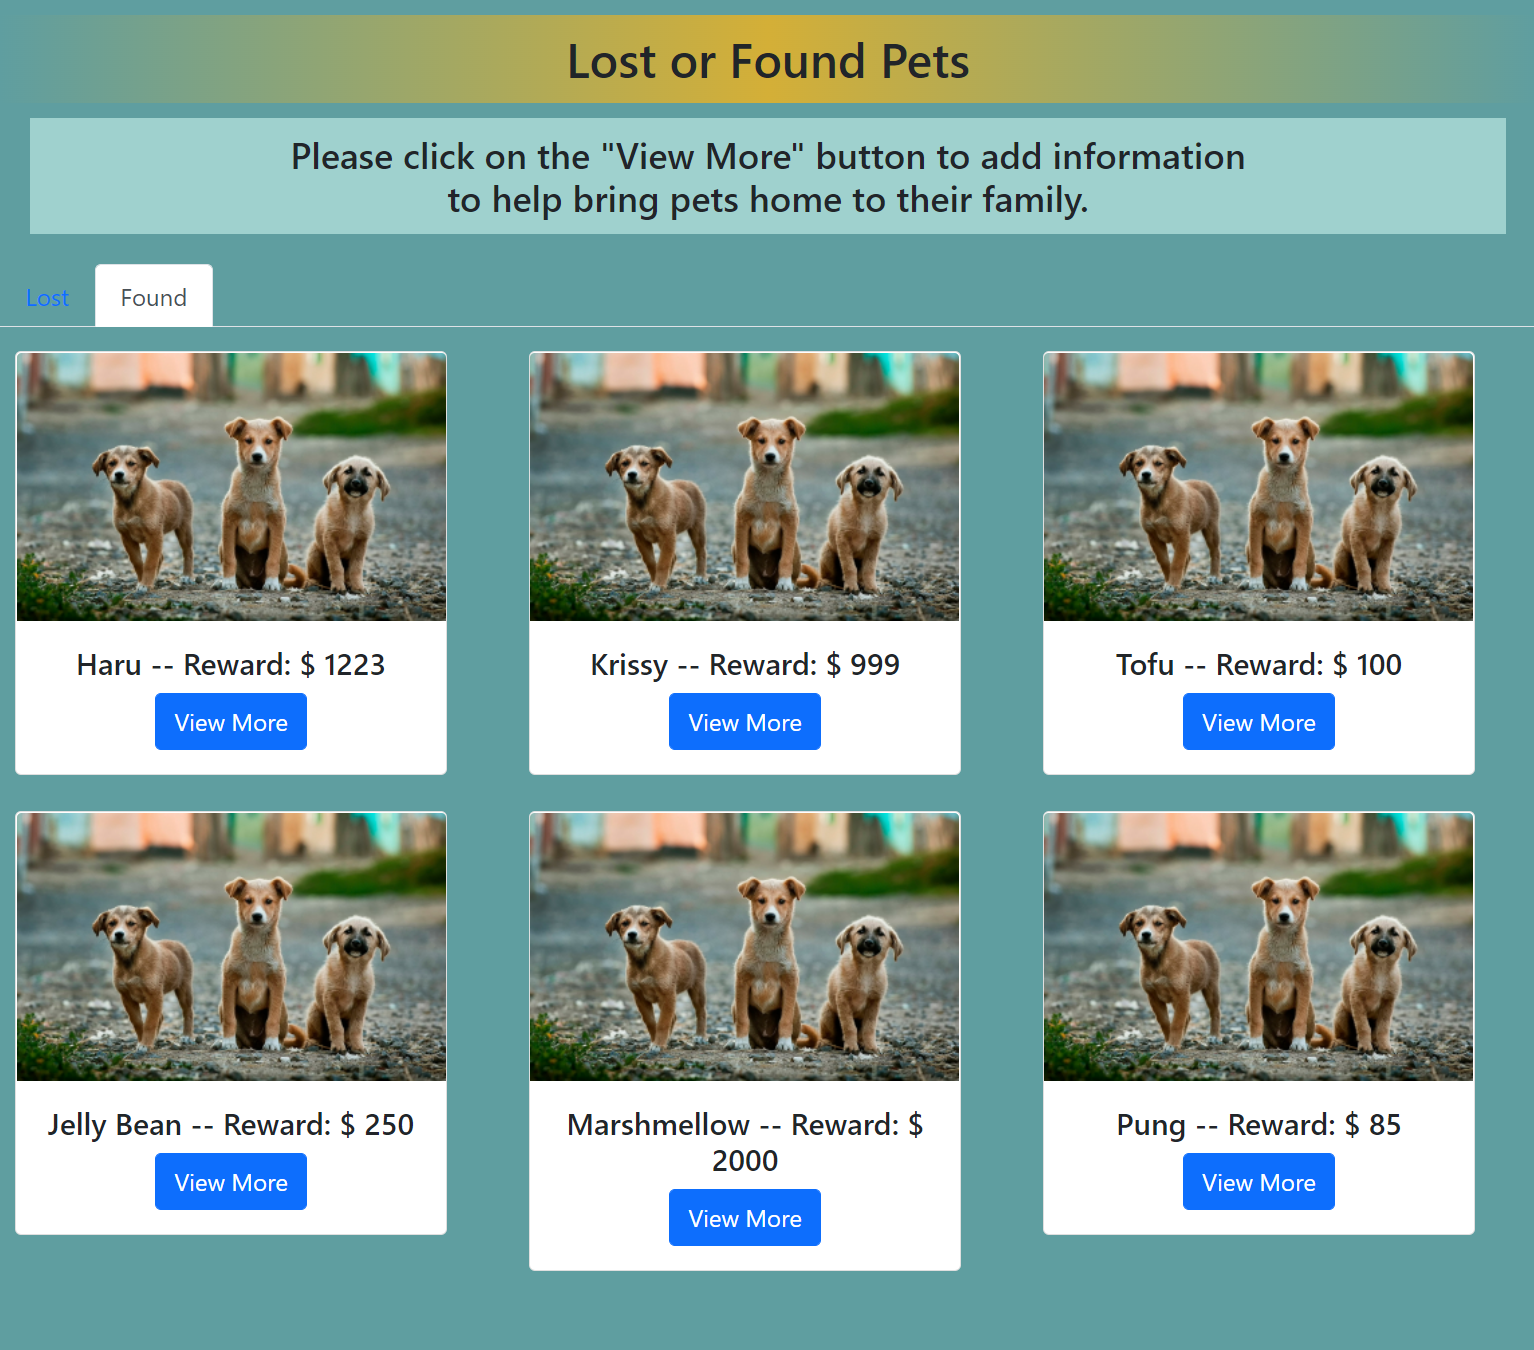 Lost or Found Pets
Please click on the "View More" button to add information
to help bring pets home to their family.
Lost
Found
Haru -- Reward: $ 1223
View More
Krissy -- Reward: $ 999
View More
Tofu -- Reward: $ 100
View More
Jelly Bean -- Reward: $ 250
View More
Marshmellow -- Reward: $
2000
View More
Pung -- Reward: $ 85
View More